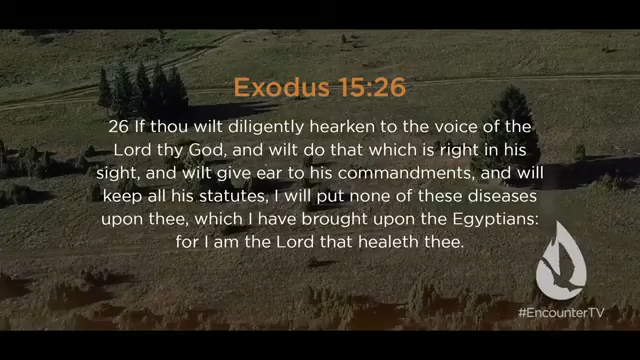 Exodus 15:26
26 If thou wilt diligently hearken to the voice of the
Lord thy God, and wilt do that which is right in his
sight, and wilt give ear to his commandments, and will
keep all his statutes, I will put none of these diseases
upon thee, which I have brought upon the Egyptians:
for I am the Lord that healeth thee.
#EncounterTV